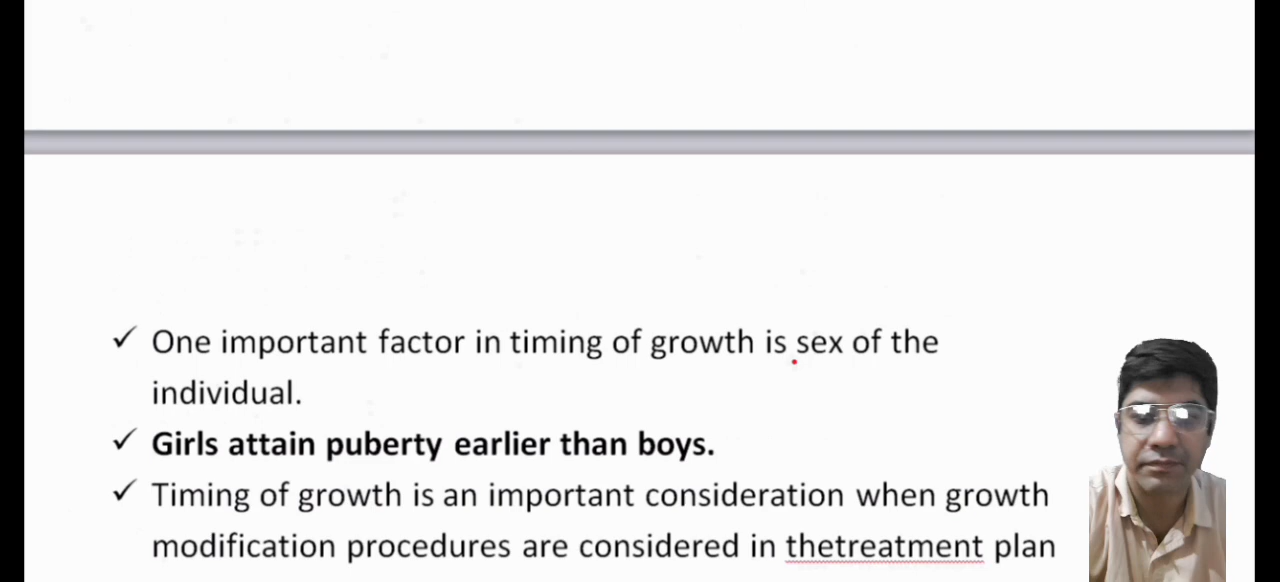 ✓ One important factor in timing of growth is sex of the
individual.
✓ Girls attain puberty earlier than boys.
✓ Timing of growth is an important consideration when growth
modification procedures are considered in thetreatment plan